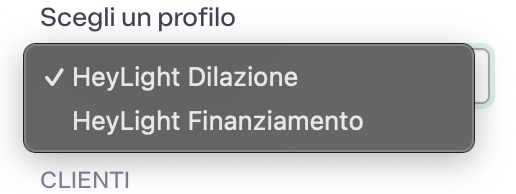 Scegli un profilo
✓ HeyLight Dilazione
HeyLight Finanziamento
CLIENTI